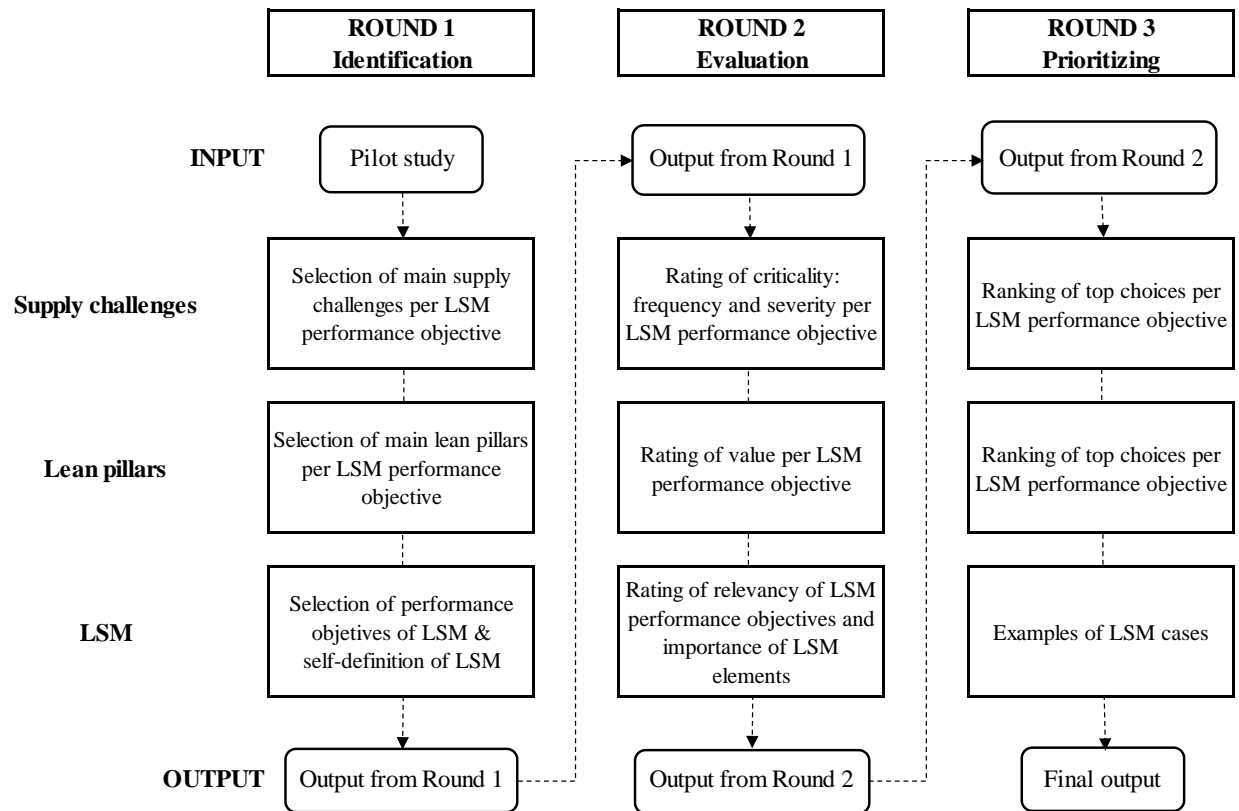 ROUND 1
Identification
ROUND 2
Evaluation
ROUND 3
Prioritizing
INPUT
Pilot study
Output from Round 1
Output from Round 2
Supply challenges
Selection of main supply
challenges per LSM
performance objective
Rating of criticality:
frequency and severity per
LSM performance objective
Ranking of top choices per
LSM performance objective
Lean pillars
Selection of main lean pillars
per LSM performance
objective
Rating of value per LSM
performance objective
Ranking of top choices per
LSM performance objective
LSM
Selection of performance
objetives of LSM &
self-definition of LSM
Rating of relevancy of LSM
performance objectives and
importance of LSM
elements
Examples of LSM cases
OUTPUT
Output from Round 1
Output from Round 2
Final output